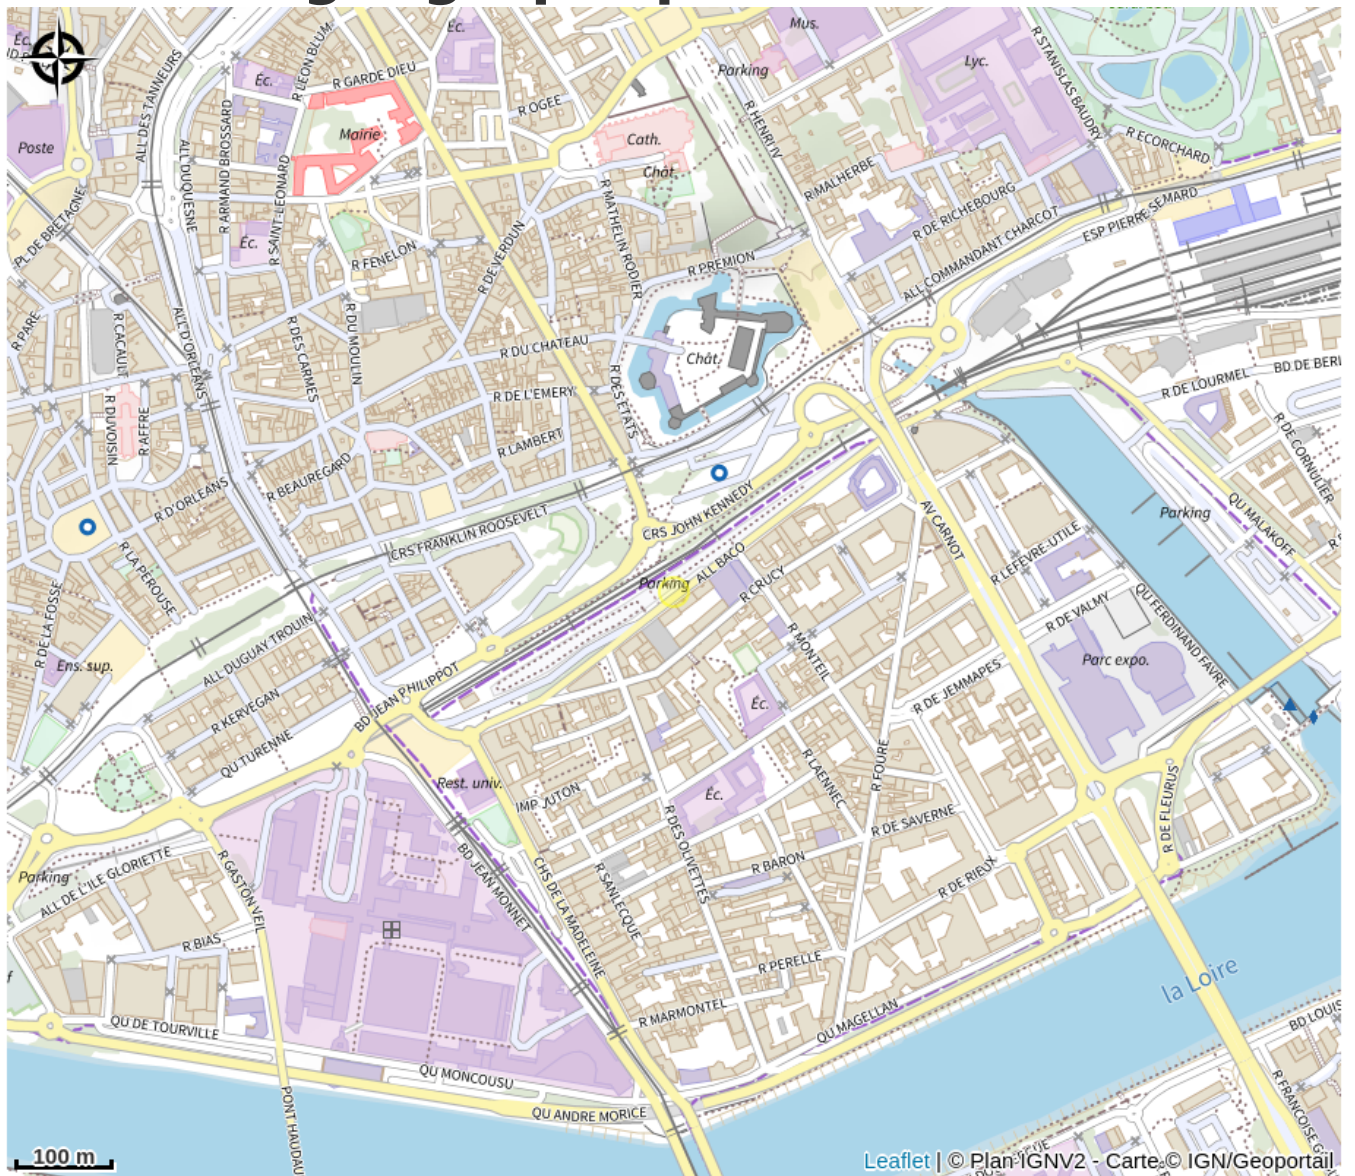 Éc.
Mus.
R STANISLAS BAUDRY
R LEON BLUM
R GARDE DIEU
Éc.
Parking
Lyc.
ALL DES TANNEURS
R OGEE
R HENRI IV
Poste
Mairie
Cath.
R ECORCHARD
ALL DUQUESNE
R ARMAND BROSSARD
R SAINT-LEONARD
Chât.
R MALHERBE
PL DE BRETAGNE
Éc.
R FENELON
R DE VERDUN
R MATHELIN RODIER
R DE RICHEBOURG
ALL COMMANDANT CHARCOT
ESP PIERRE SEMARD
R PREMION
R PARE
R CACAULT
ALL D'ORLEANS
R DES CARMES
R DU MOULIN
R DU CHATEAU
Chât.
R DE L'EMERY
R DES ETATS
R DE LOURMEL
BD DE BERL
R DUVOISIN
R AFFRE
R LAMBERT
R BEAUREGARD
R DE CORNULIER
R D'ORLEANS
CRS FRANKLIN ROOSEVELT
CRS JOHN KENNEDY
AV CARNOT
Parking
QU MALAKOFF
R LA PEROUSE
R DE LA FOSSE
Parking
ALL BACO
R CRUCY
R LEFEVRE-UTILE
R DE VALMY
QU FERDINAND FAVRE
ALL DUGUAY TROUIN
R MONTEIL
Ens. sup.
Parc expo.
R KERVEGAN
BD JEAN PHILIPPOT
R DE JEMMAPES
Éc.
QU TURENNE
Rest. univ.
IMP JUTON
Éc.
R LAENNEC
R FOURE
R DE FLEURUS
R DE SAVERNE
R DES OLIVETTES
BD JEAN MONNET
CHS DE LA MADELEINE
R SANLECQUE
R BARON
R DE RIEUX
Parking
ALL DE L'ILE GLORIETTE
R GASTON VEIL
R BIAS
R PERELLE
la Loire
R MARMONTEL
QU MAGELLAN
QU DE TOURVILLE
BD LOUIS
QU MONCOUSU
QU ANDRE MORICE
PONT HAUDAU
R FRANCOISE G
100 m
Leaflet | © Plan IGNV2 - Carte © IGN/Geoportail